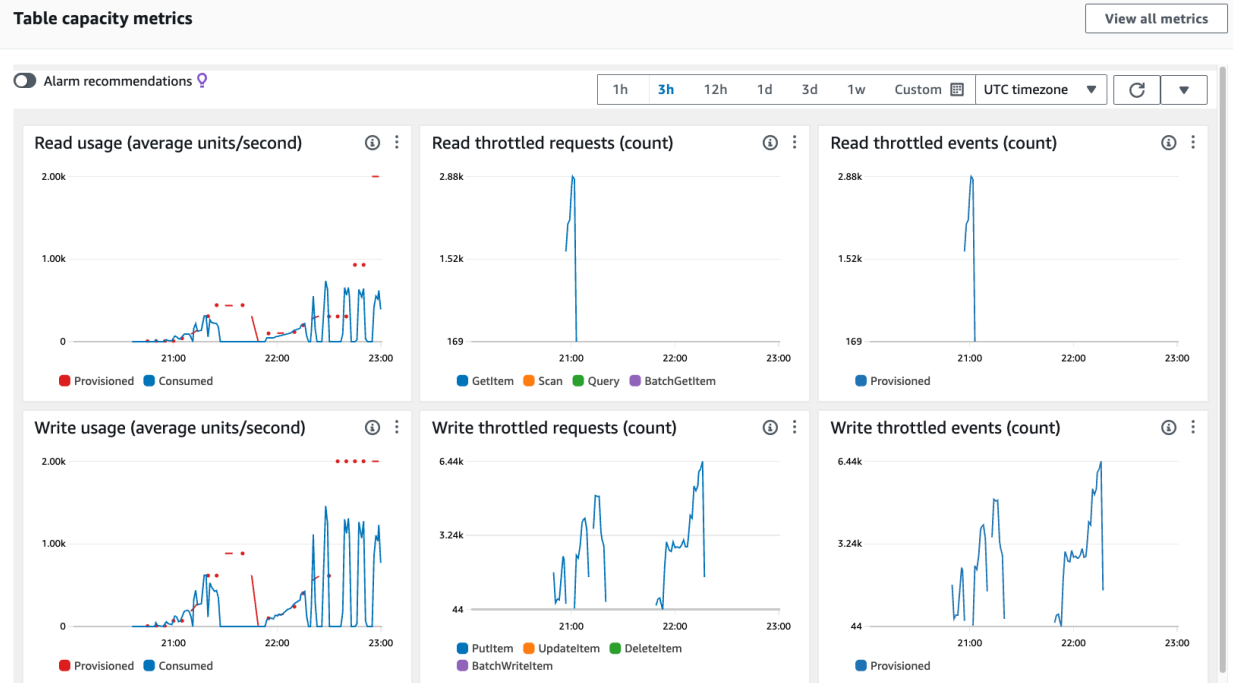 Table capacity metrics
View all metrics
Alarm recommendations
1h 3h 12h 1d 3d 1w Custom UTC timezone
Read usage (average units/second)
2.00k
1.00k
0
21:00 22:00 23:00
Provisioned Consumed
Read throttled requests (count)
2.88k
1.52k
169
21:00 22:00 23:00
GetItem Scan Query BatchGetItem
Read throttled events (count)
2.88k
1.52k
169
21:00 22:00 23:00
Provisioned
Write usage (average units/second)
2.00k
1.00k
0
21:00 22:00 23:00
Provisioned Consumed
Write throttled requests (count)
6.44k
3.24k
44
21:00 22:00 23:00
PutItem UpdateItem DeleteItem
BatchWriteItem
Write throttled events (count)
6.44k
3.24k
44
21:00 22:00 23:00
Provisioned